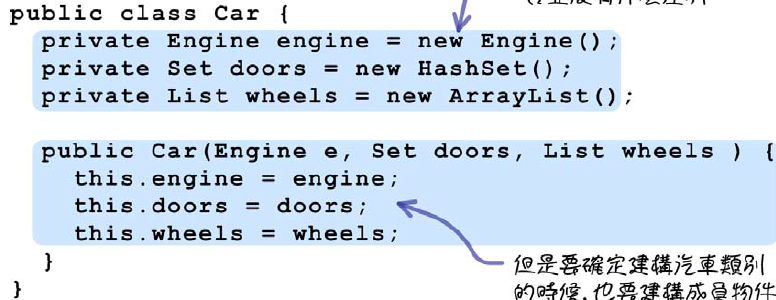 public class Car {
private Engine engine = new Engine();
private Set doors = new HashSet();
private List wheels = new ArrayList();
public Car(Engine e, Set doors, List wheels ) {
this.engine = engine;
this.doors = doors;
this.wheels = wheels;
}
但是要確定建構汽車類別
的時候,也要建構成員物件
}